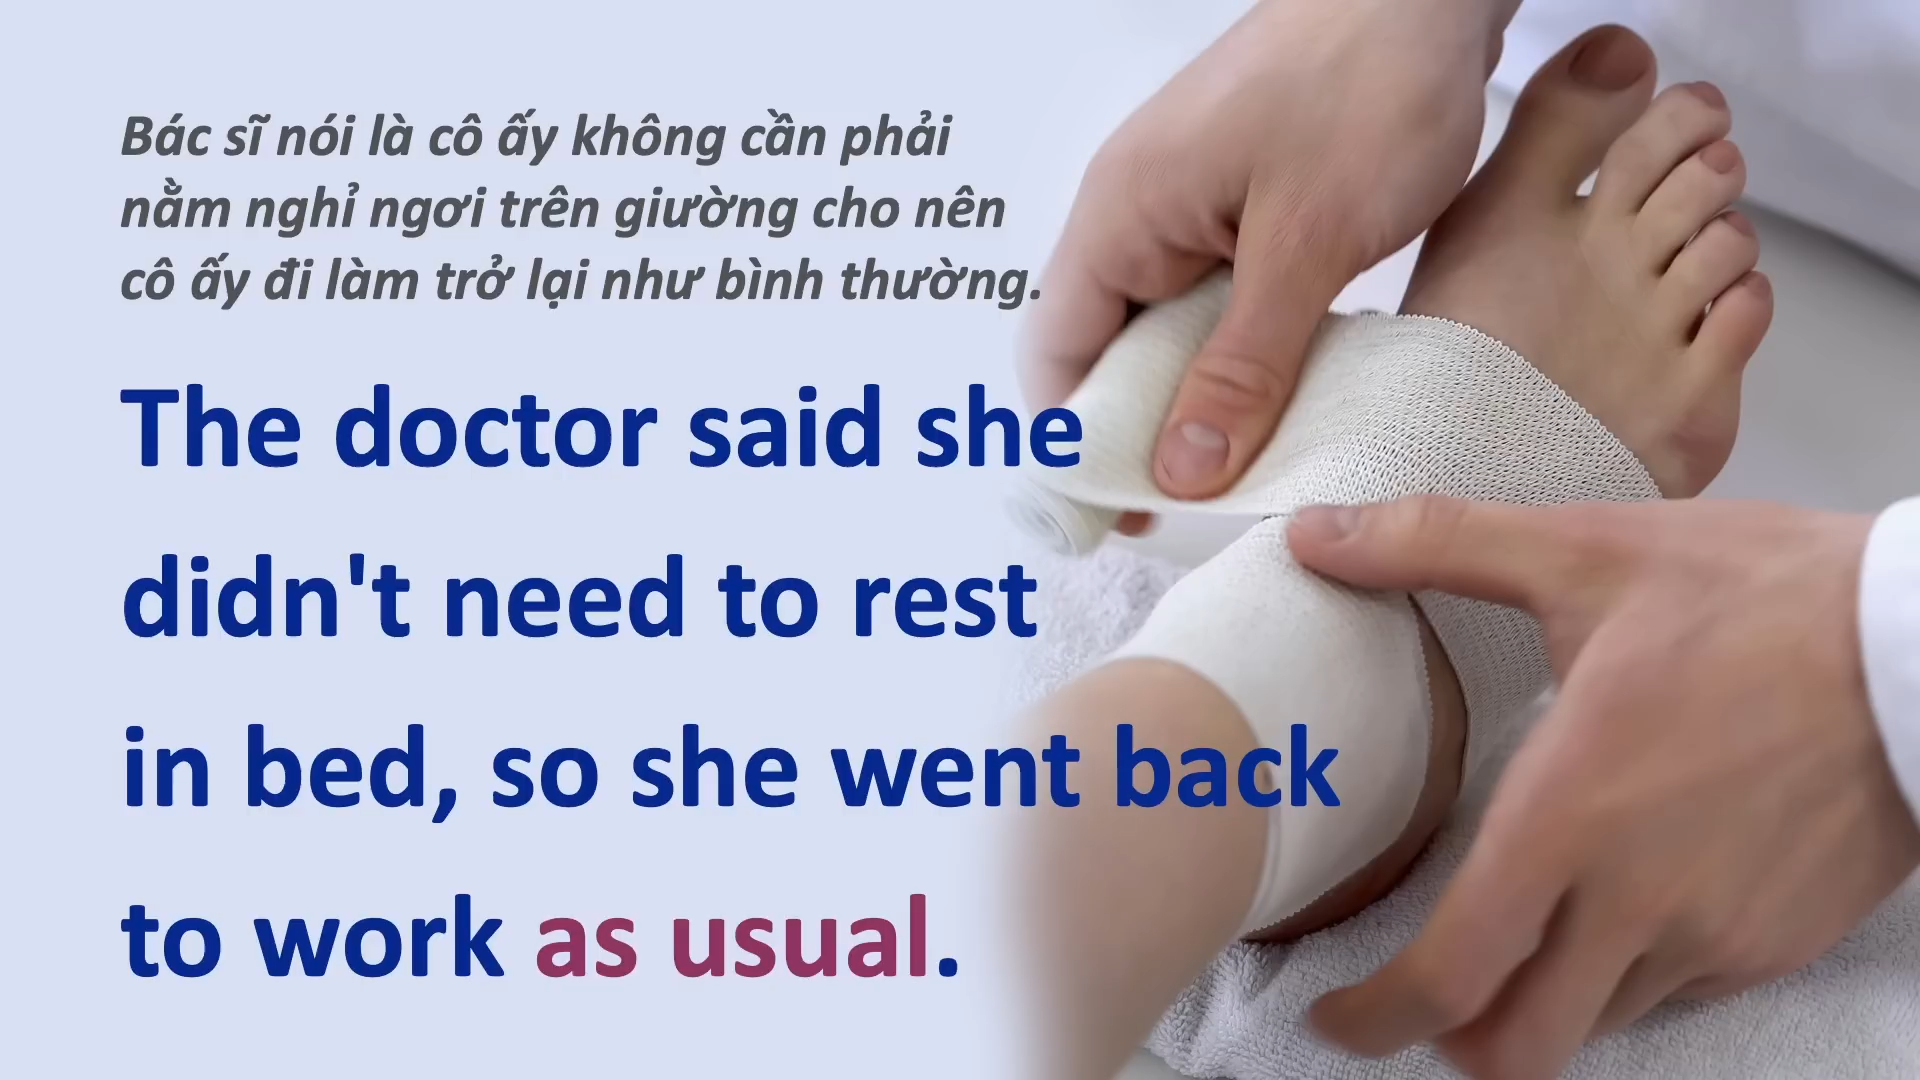 Bác sĩ nói là cô ấy không cần phải
nằm nghỉ ngơi trên giường cho nên
cô ấy đi làm trở lại như bình thường.
The doctor said she
didn't need to rest
in bed, so she went back
to work as usual.